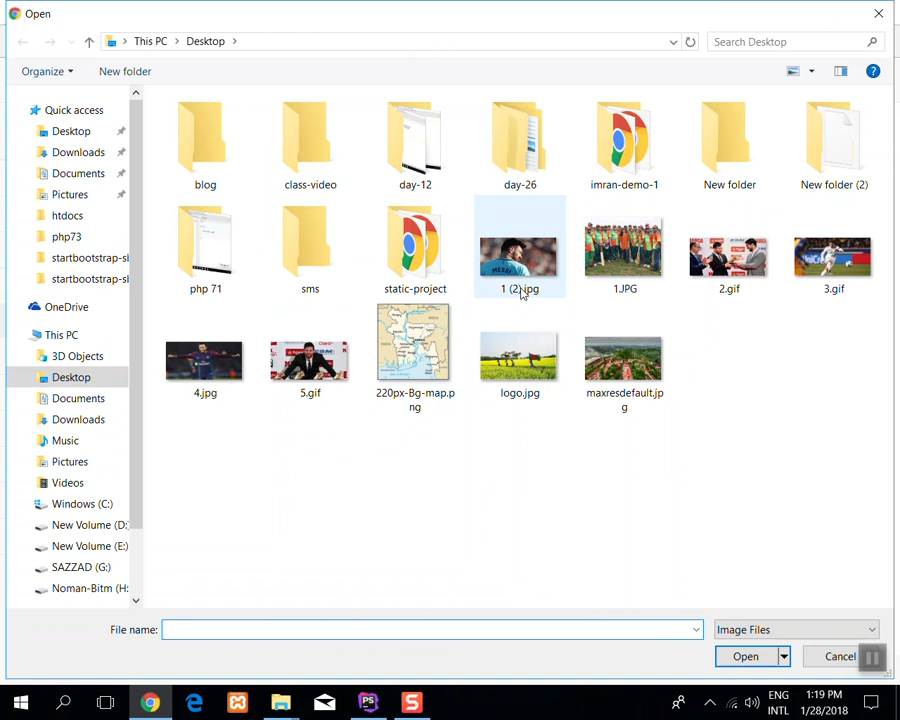 Open
This PC > Desktop >
Search Desktop
Organize
New folder
Quick access
Desktop
Downloads
Documents
Pictures
htdocs
php73
startbootstrap-sl
startbootstrap-sl
OneDrive
This PC
3D Objects
Desktop
Documents
Downloads
Music
Pictures
Videos
Windows (C:)
New Volume (D:
New Volume (E:)
SAZZAD (G:)
Noman-Bitm (H:
blog
class-video
day-12
day-26
imran-demo-1
New folder
New folder (2)
php 71
sms
static-project
MESSI
1 (2).jpg
1.JPG
2.gif
3.gif
4.jpg
5.gif
220px-Bg-map.p
ng
logo.jpg
maxresdefault.jp
g
File name:
Image Files
Open
Cancel
PS
S
ENG
INTL
1:19 PM
1/28/2018